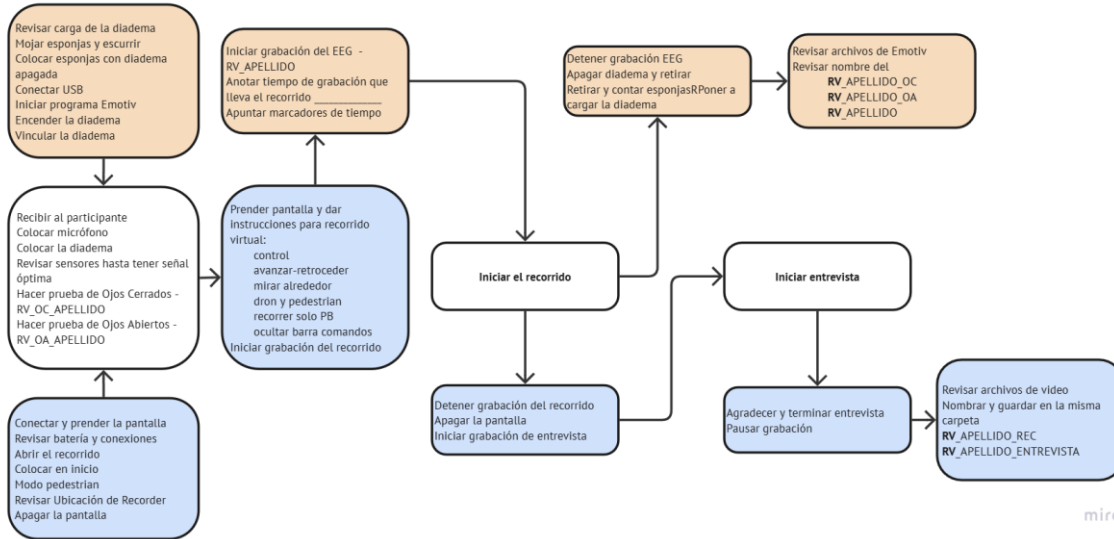 Revisar carga de la diadema
Mojar esponjas y escurrir
Colocar esponjas con diadema
apagada
Conectar USB
Iniciar programa Emotiv
Encender la diadema
Vincular la diadema
Recibir al participante
Colocar micrófono
Colocar la diadema
Revisar sensores hasta tener señal
óptima
Hacer prueba de Ojos Cerrados -
RV_OC_APELLIDO
Hacer prueba de Ojos Abiertos -
RV_OA_APELLIDO
Conectar y prender la pantalla
Revisar batería y conexiones
Abrir el recorrido
Colocar en inicio
Modo pedestrian
Revisar Ubicación de Recorder
Apagar la pantalla
Iniciar grabación del EEG -
RV_APELLIDO
Anotar tiempo de grabación que
lleva el recorrido ______________
Apuntar marcadores de tiempo
Prender pantalla y dar
instrucciones para recorrido
virtual:
control
avanzar-retroceder
mirar alrededor
dron y pedestrian
recorrer solo PB
ocultar barra comandos
Iniciar grabación del recorrido
Iniciar el recorrido
Detener grabación del recorrido
Apagar la pantalla
Iniciar grabación de entrevista
Detener grabación EEG
Apagar diadema y retirar
Retirar y contar esponjasRPoner a
cargar la diadema
Revisar archivos de Emotiv
Revisar nombre del
RV_APELLIDO_OC
RV_APELLIDO_OA
RV_APELLIDO
Iniciar entrevista
Agradecer y terminar entrevista
Pausar grabación
Revisar archivos de video
Nombrar y guardar en la misma
carpeta
RV_APELLIDO_REC
RV_APELLIDO_ENTREVISTA